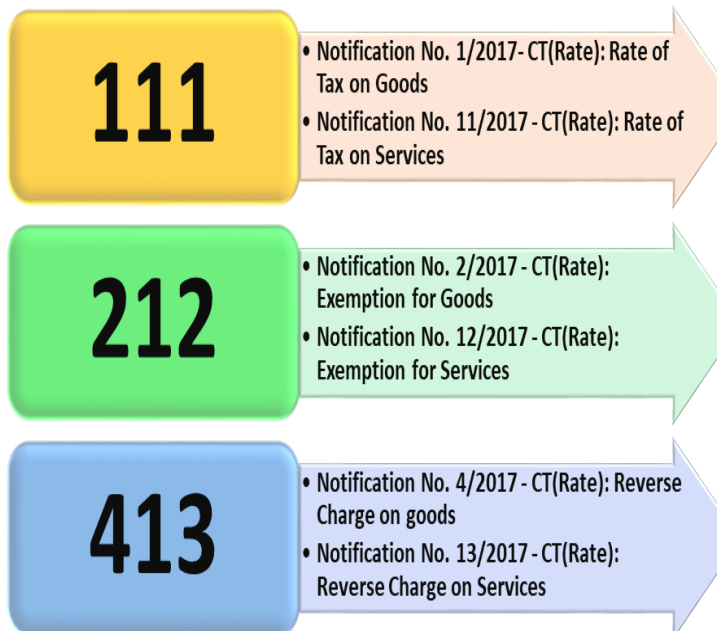 111
• Notification No. 1/2017- CT(Rate): Rate of
Tax on Goods
• Notification No. 11/2017 - CT(Rate): Rate of
Tax on Services
212
• Notification No. 2/2017 - CT(Rate):
Exemption for Goods
• Notification No. 12/2017 - CT(Rate):
Exemption for Services
413
• Notification No. 4/2017 - CT(Rate): Reverse
Charge on goods
• Notification No. 13/2017 - CT(Rate):
Reverse Charge on Services